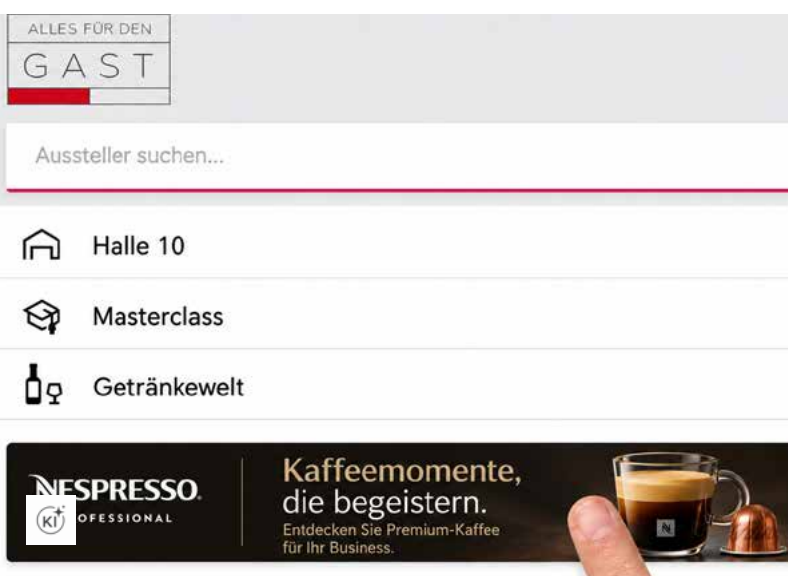 ALLES FÜR DEN
GAST
Aussteller suchen...
Halle 10
Masterclass
Getränkewelt
NESPRESSO.
OFESSIONAL
KI
Kaffeemomente,
die begeistern.
Entdecken Sie Premium-Kaffee
für Ihr Business.
N